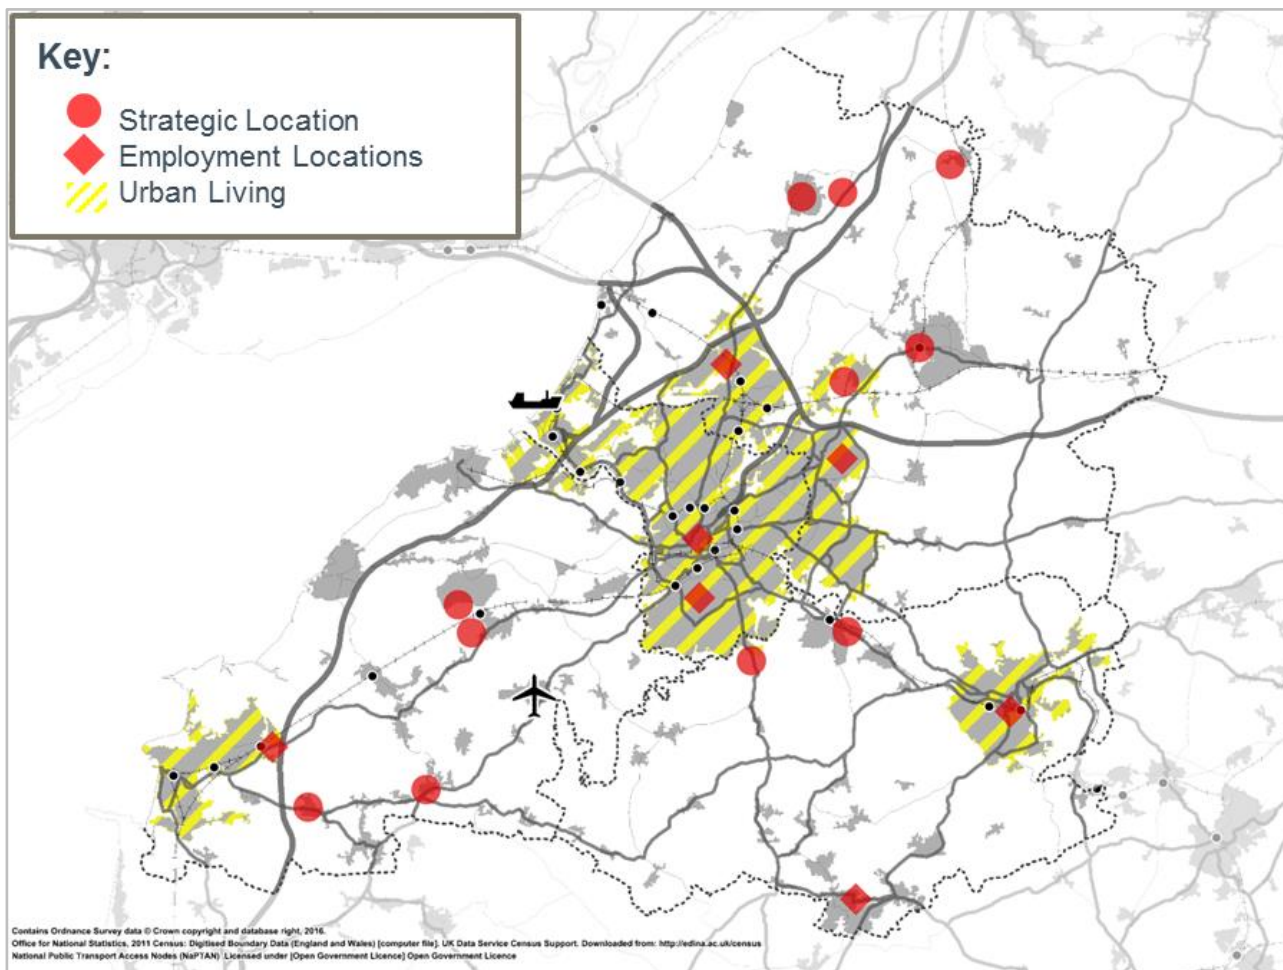 Key:
Strategic Location
Employment Locations
Urban Living
Contains Ordnance Survey data © Crown copyright and database right, 2016.
Office for National Statistics, 2011 Census: Digitised Boundary Data (England and Wales) [computer file]. UK Data Service Census Support. Downloaded from: http://edina.ac.uk/census
National Public Transport Access Nodes (NaPTAN) Licensed under [Open Government Licence] Open Government Licence